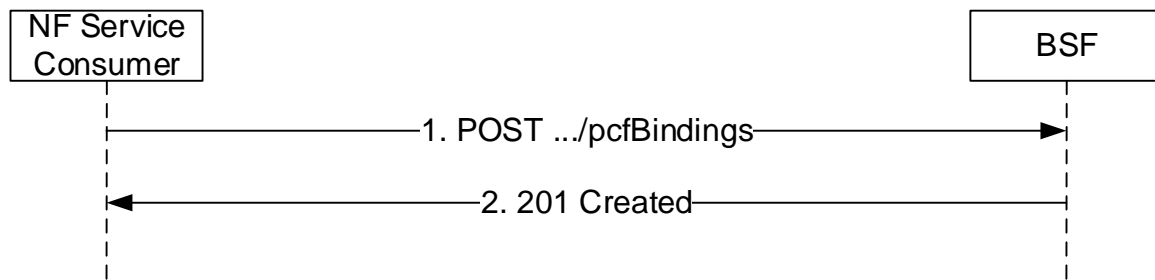 NF Service
Consumer
BSF
1. POST .../pcfBindings
2. 201 Created